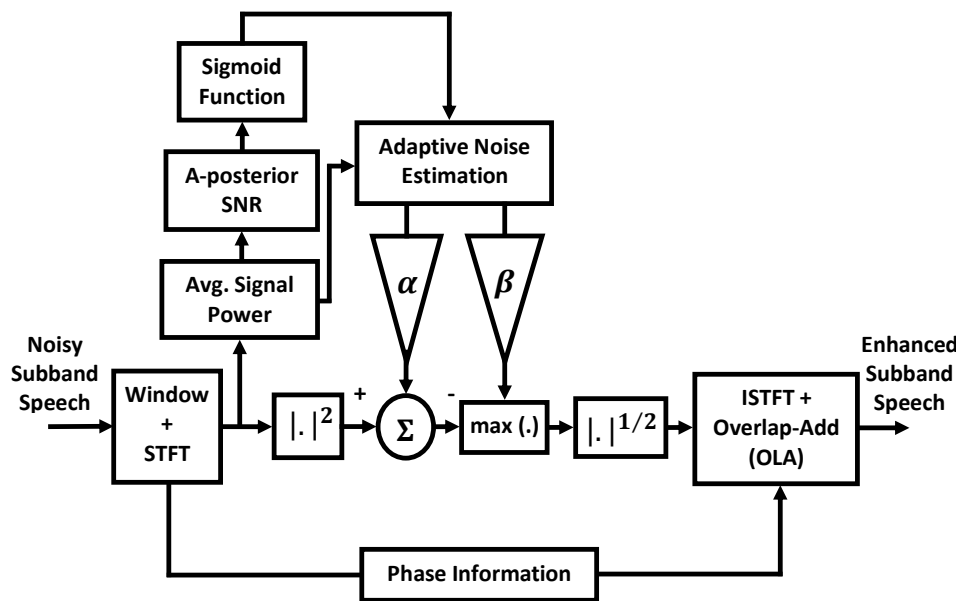 Sigmoid
Function
A-posterior
SNR
Avg. Signal
Power
Adaptive Noise
Estimation
α
β
Noisy
Subband
Speech
Window
+
STFT
|.|²
+
Σ
-
max (.)
|.|^{1/2}
ISTFT +
Overlap-Add
(OLA)
Enhanced
Subband
Speech
Phase Information